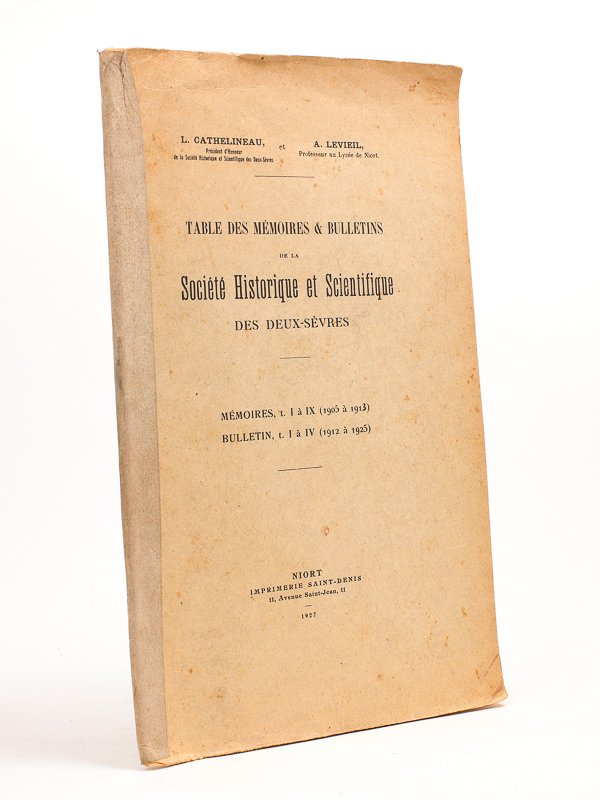 L. CATHELINEAU, et A. LEVIEIL,
Président d'Honneur
de la Société Historique et Scientifique des Deux-Sèvres
Professeur au Lycée de Niort.
TABLE DES MÉMOIRES & BULLETINS
DE LA
Société Historique et Scientifique
DES DEUX-SÈVRES
MÉMOIRES, t. I à IX (1905 à 1913)
BULLETIN, t. I à IV (1912 à 1925)
NIORT
IMPRIMERIE SAINT-DENIS
11, Avenue Saint-Jean, 11
1927